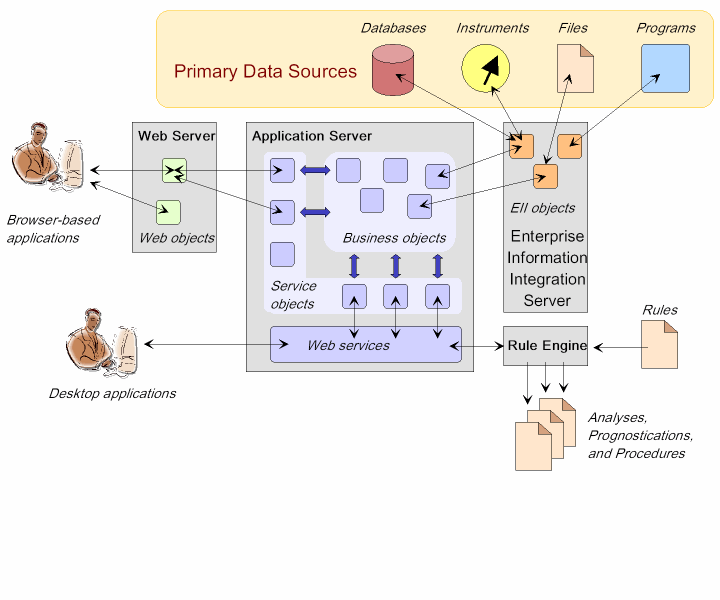 Databases
Instruments
Files
Programs
Primary Data Sources
Web Server
Application Server
Browser-based
applications
Web objects
Business objects
EII objects
Enterprise
Information
Integration
Server
Service
objects
Rules
Web services
Rule Engine
Desktop applications
Analyses,
Prognostications,
and Procedures